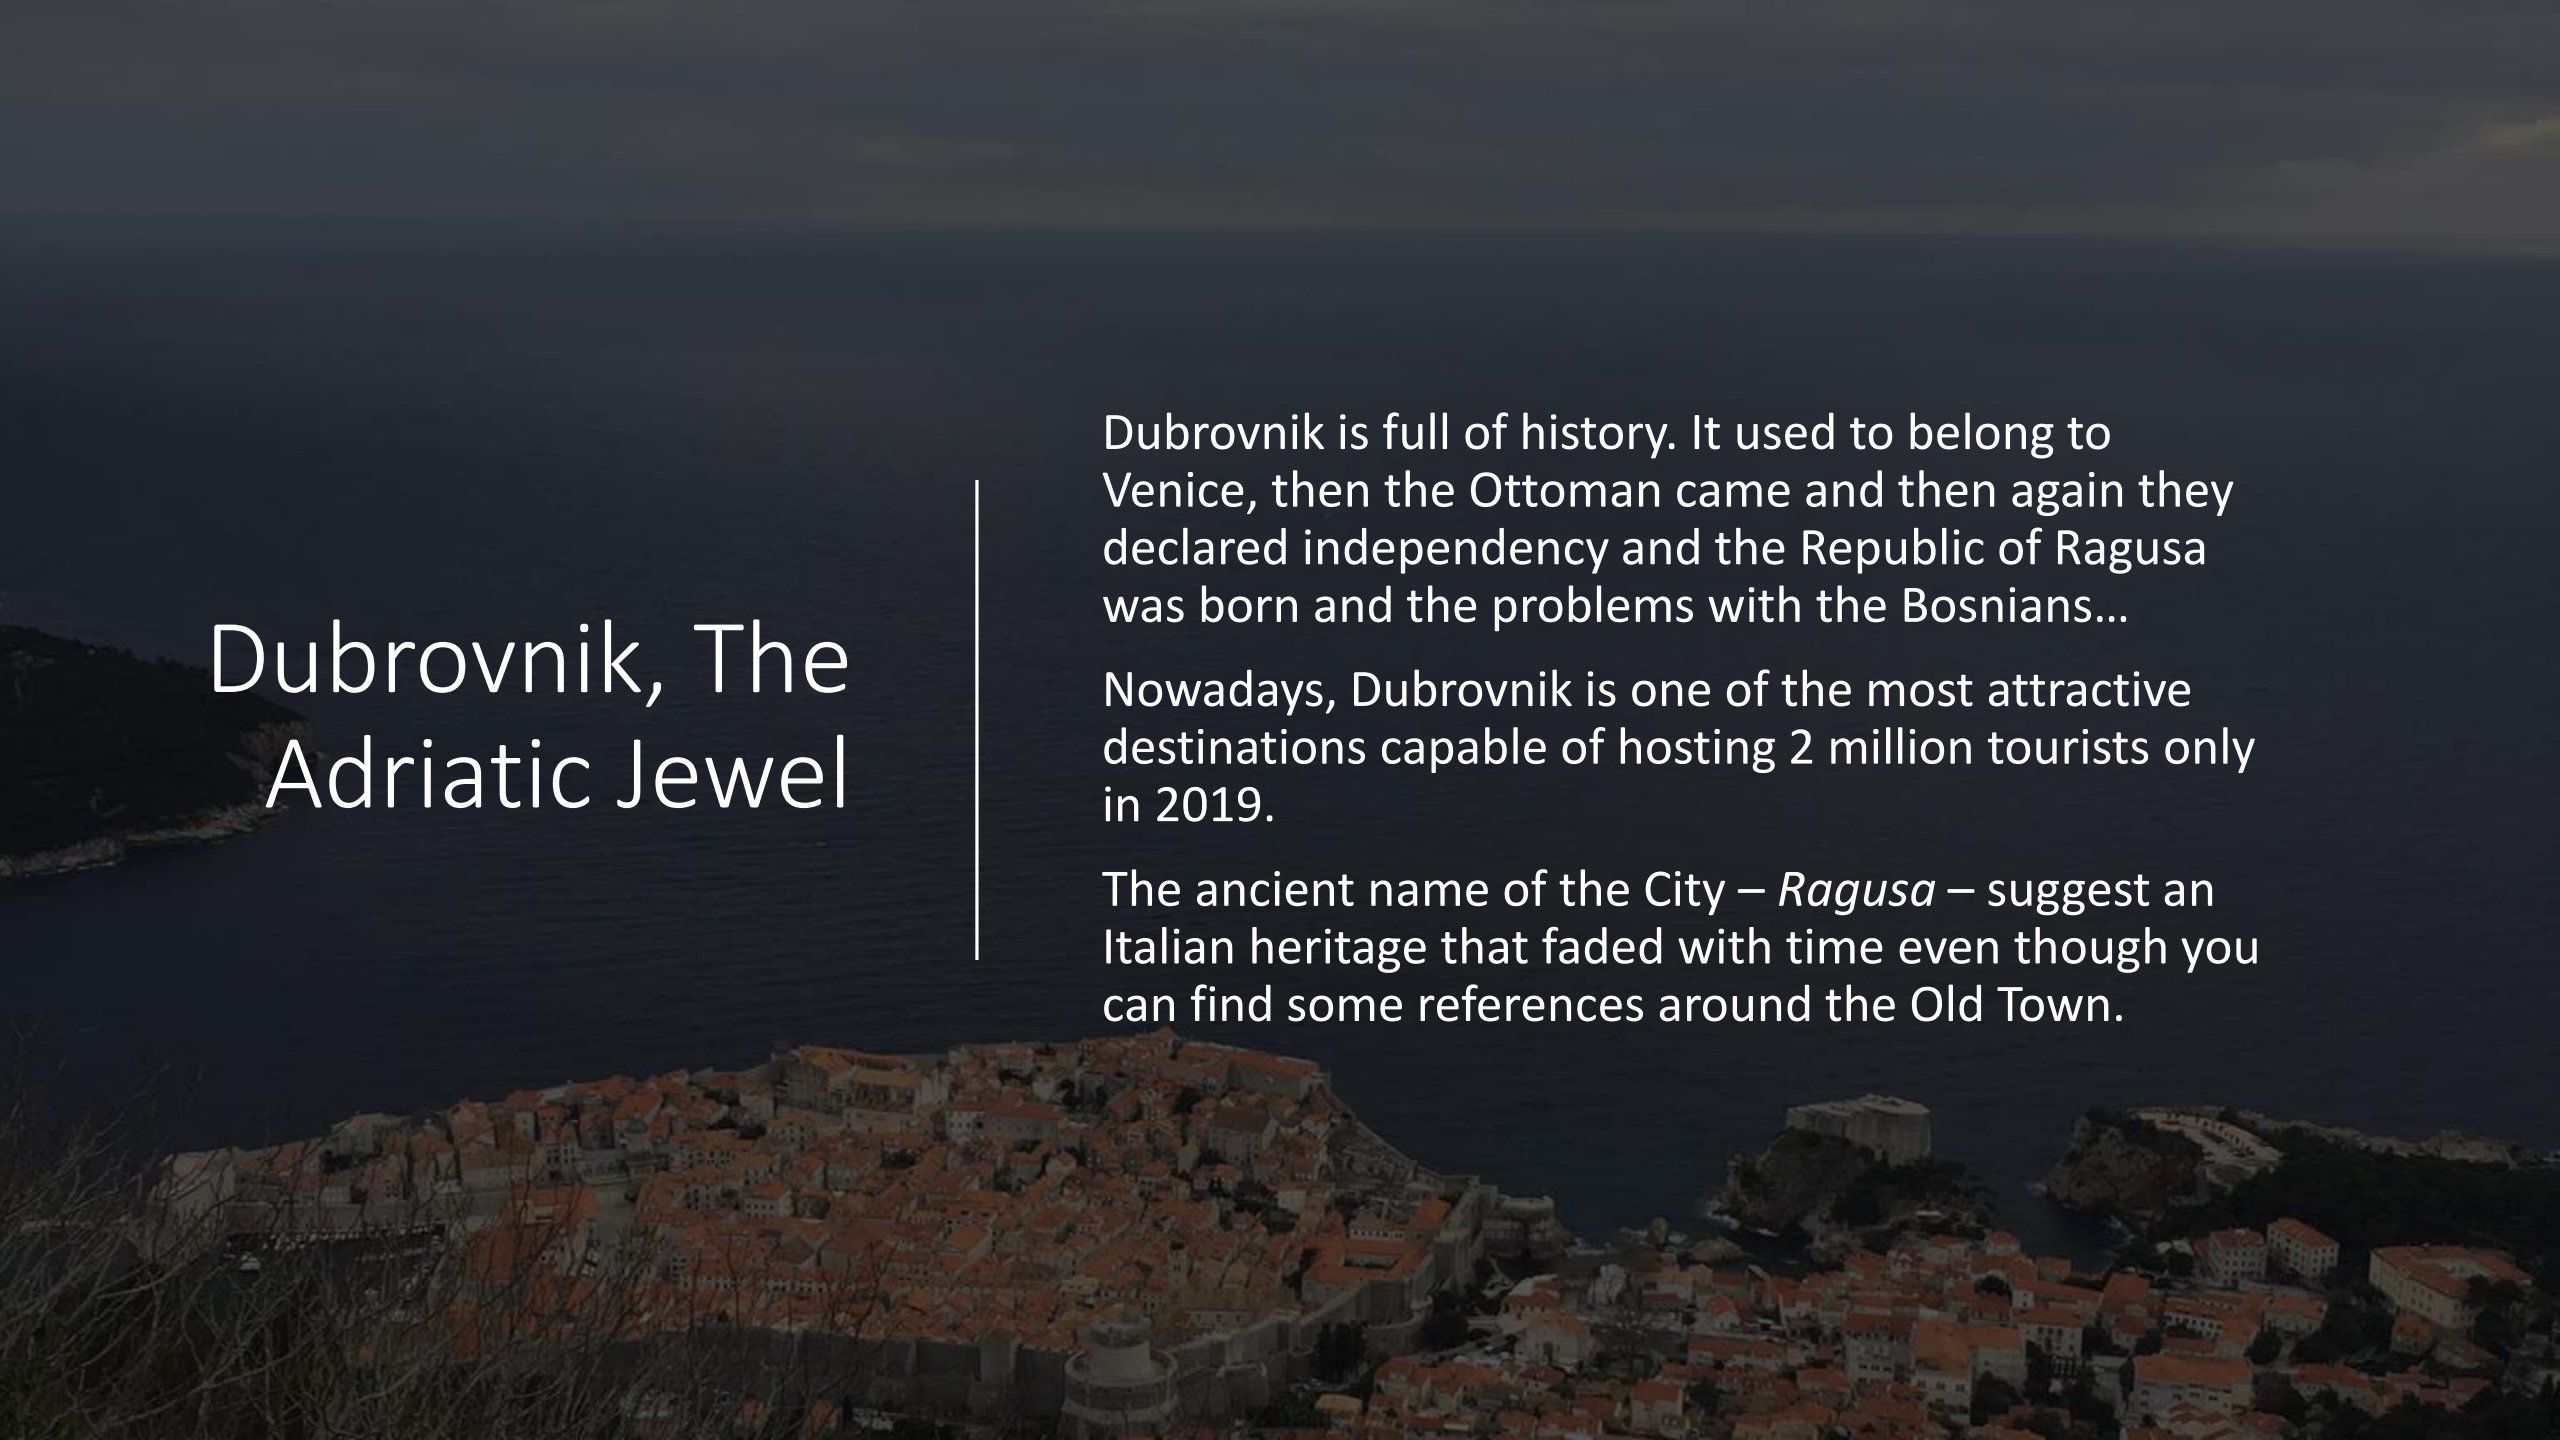 Dubrovnik, The
Adriatic Jewel
Dubrovnik is full of history. It used to belong to
Venice, then the Ottoman came and then again they
declared independency and the Republic of Ragusa
was born and the problems with the Bosnians…
Nowadays, Dubrovnik is one of the most attractive
destinations capable of hosting 2 million tourists only
in 2019.
The ancient name of the City – Ragusa – suggest an
Italian heritage that faded with time even though you
can find some references around the Old Town.